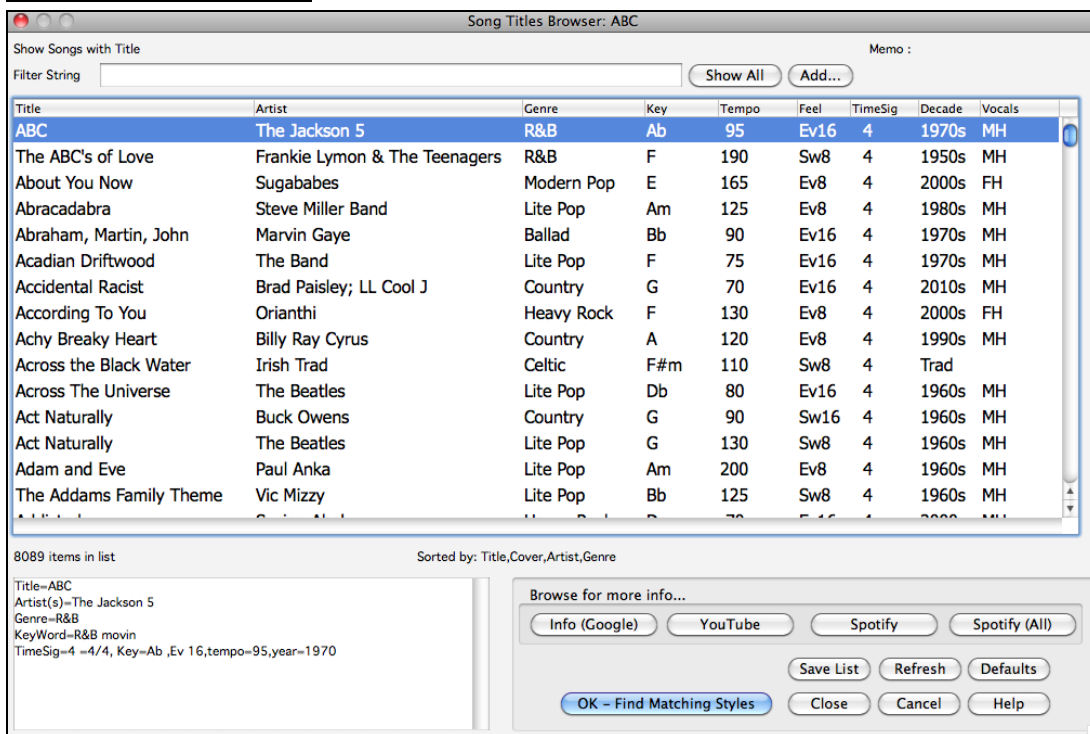 Song Titles Browser: ABC
Show Songs with Title Memo :
Filter String Show All Add...
Title Artist Genre Key Tempo Feel TimeSig Decade Vocals
ABC The Jackson 5 R&B Ab 95 Ev16 4 1970s MH
The ABC's of Love Frankie Lymon & The Teenagers R&B F 190 Sw8 4 1950s MH
About You Now Sugababes Modern Pop E 165 Ev8 4 2000s FH
Abracadabra Steve Miller Band Lite Pop Am 125 Ev8 4 1980s MH
Abraham, Martin, John Marvin Gaye Ballad Bb 90 Ev16 4 1970s MH
Acadian Driftwood The Band Lite Pop F 75 Ev16 4 1970s MH
Accidental Racist Brad Paisley; LL Cool J Country G 70 Ev16 4 2010s MH
According To You Orianthi Heavy Rock F 130 Ev8 4 2000s FH
Achy Breaky Heart Billy Ray Cyrus Country A 120 Ev8 4 1990s MH
Across the Black Water Irish Trad Celtic F#m 110 Sw8 4 Trad
Across The Universe The Beatles Lite Pop Db 80 Ev16 4 1960s MH
Act Naturally Buck Owens Country G 90 Sw16 4 1960s MH
Act Naturally The Beatles Lite Pop G 130 Sw8 4 1960s MH
Adam and Eve Paul Anka Lite Pop Am 200 Ev8 4 1960s MH
The Addams Family Theme Vic Mizzy Lite Pop Bb 125 Sw8 4 1960s MH
8089 items in list Sorted by: Title,Cover,Artist,Genre
Title=ABC
Artist(s)=The Jackson 5
Genre=R&B
KeyWord=R&B movin
TimeSig=4 =4/4, Key=Ab ,Ev 16,tempo=95,year=1970
Browse for more info...
Info (Google) YouTube Spotify Spotify (All)
Save List Refresh Defaults
OK – Find Matching Styles Close Cancel Help